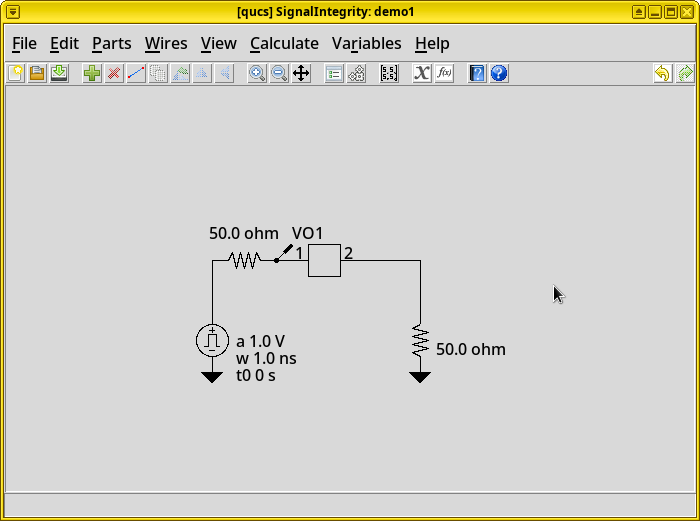 [qucs] SignalIntegrity: demo1
File Edit Parts Wires View Calculate Variables Help
X f(x) ? ?
50.0 ohm VO1
1 2
a 1.0 V
w 1.0 ns
t0 0 s
50.0 ohm